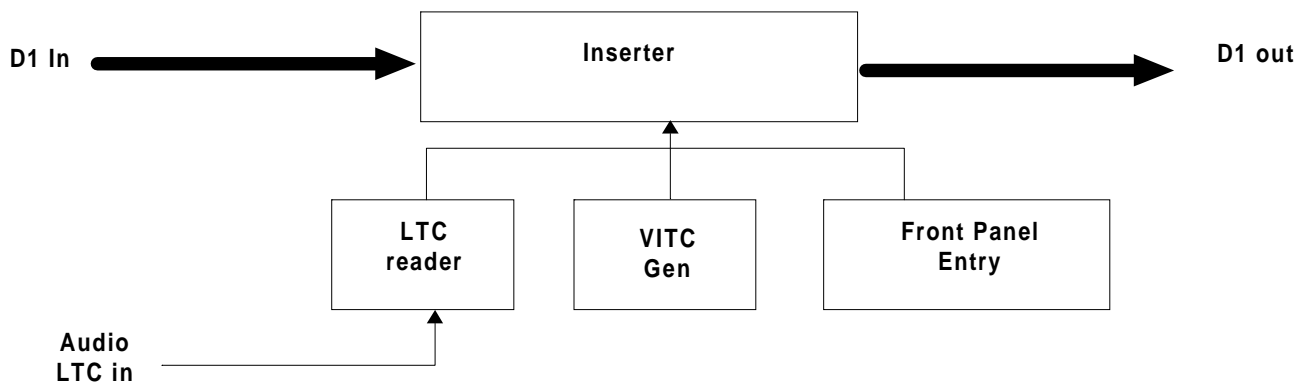 D1 In
Inserter
D1 out
LTC
reader
VITC
Gen
Front Panel
Entry
Audio
LTC in